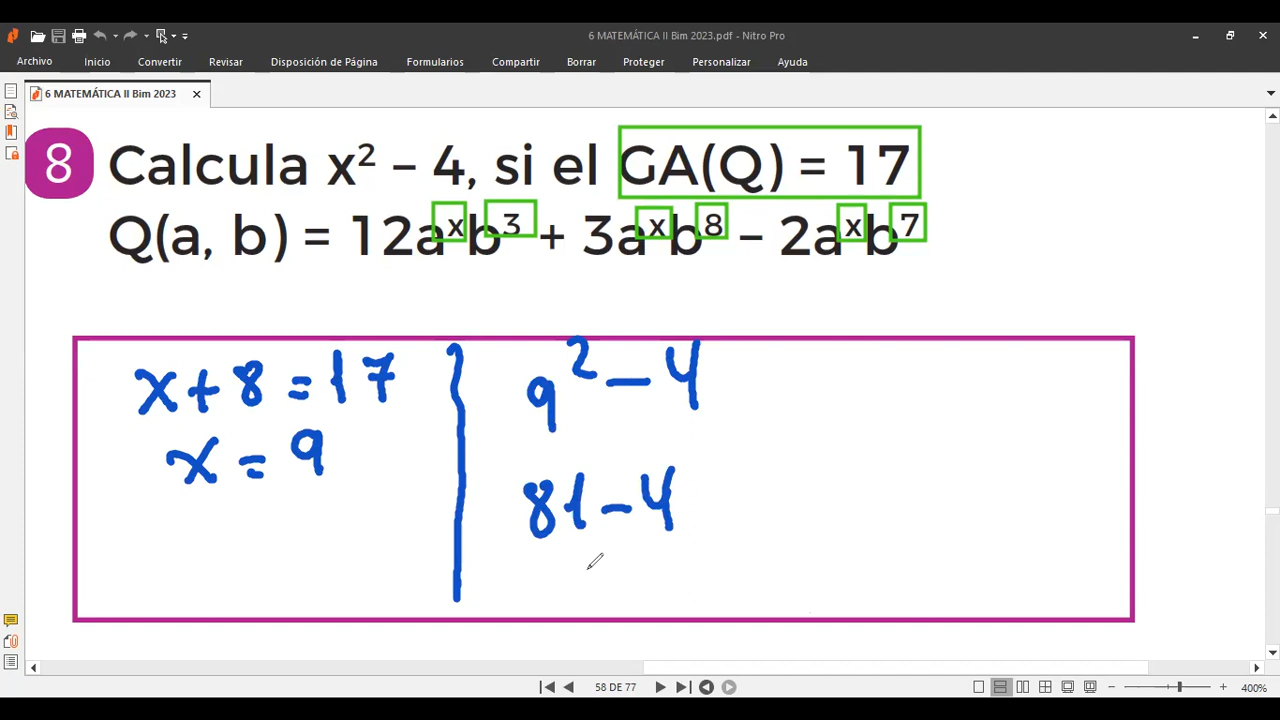 6 MATEMÁTICA II Bim 2023.pdf - Nitro Pro
Archivo Inicio Convertir Revisar Disposición de Página Formularios Compartir Borrar Proteger Personalizar Ayuda
6 MATEMÁTICA II Bim 2023
8 Calcula x² – 4, si el GA(Q) = 17
Q(a, b) = 12aˣb³ + 3aˣb⁸ – 2aˣb⁷
x + 8 = 17
x = 9
9² – 4
81 – 4
58 DE 77
400%